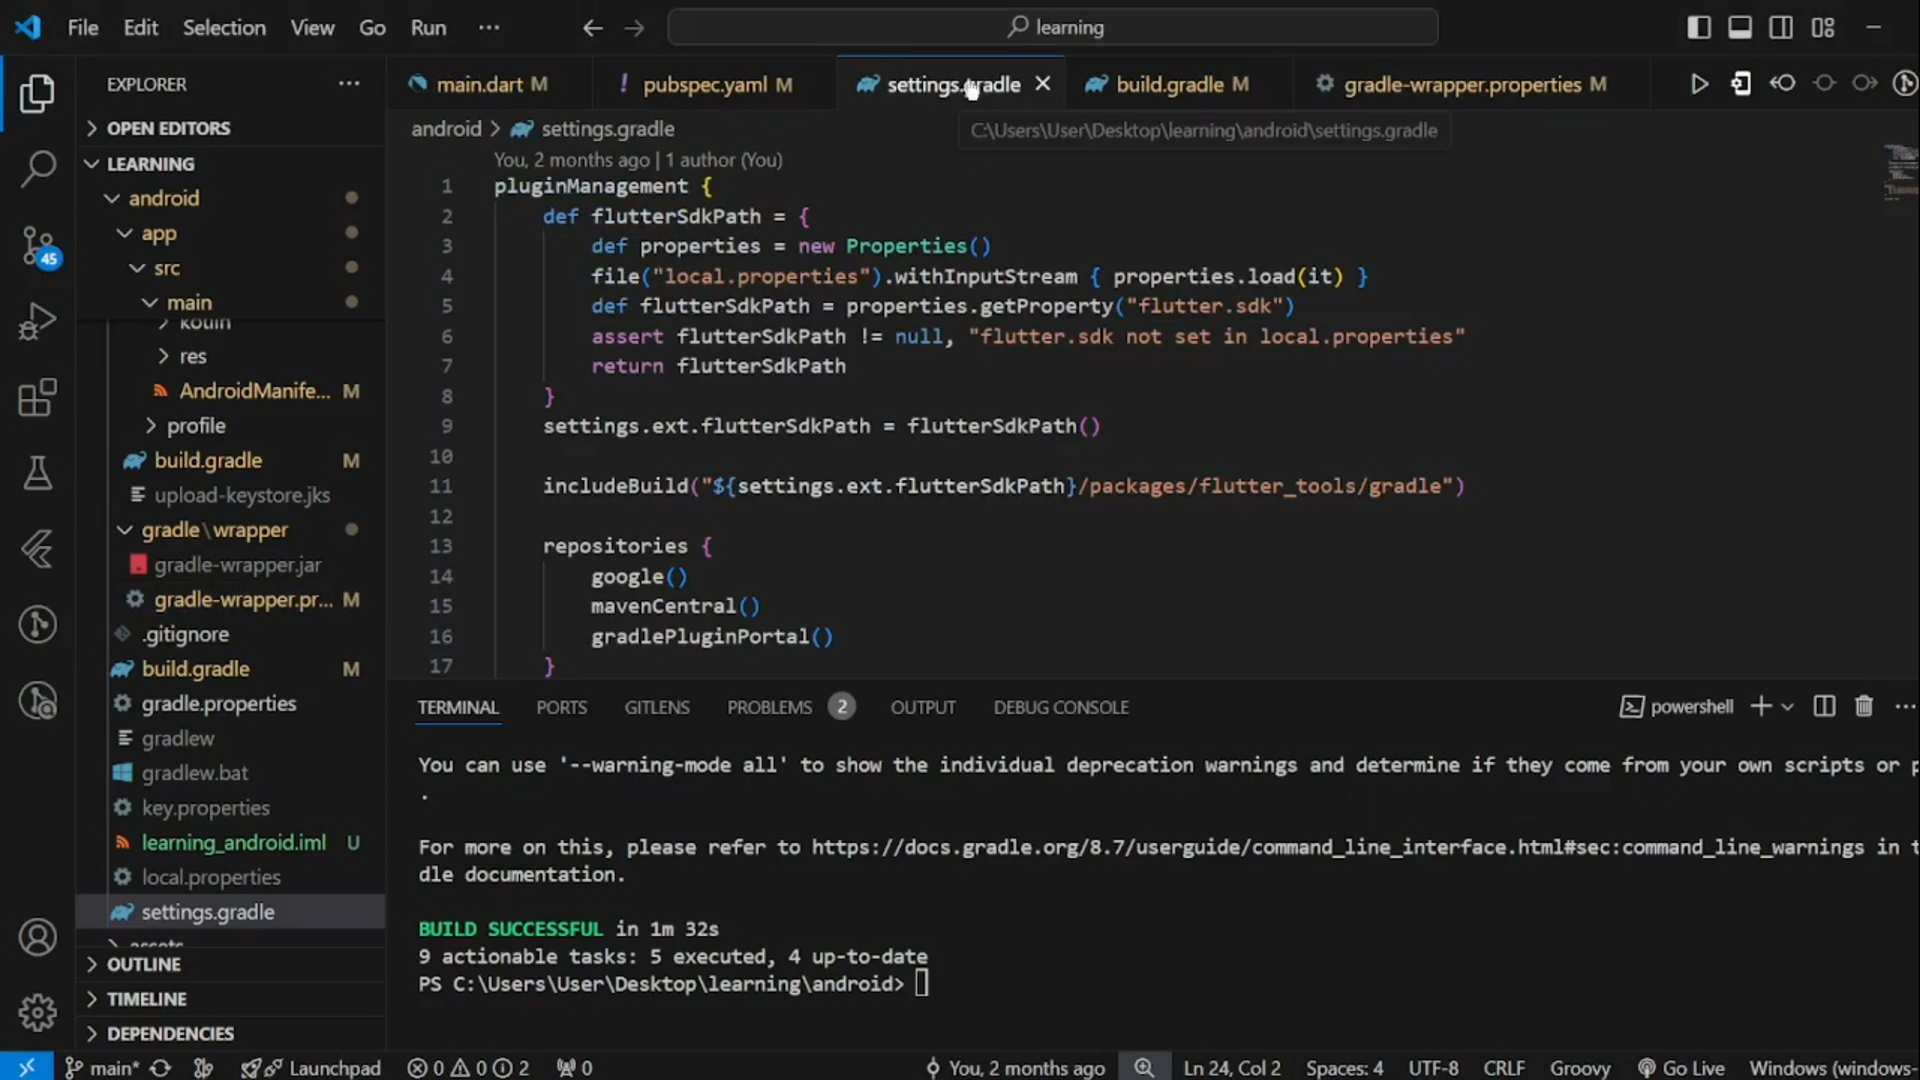 File Edit Selection View Go Run ···
learning
EXPLORER ···
OPEN EDITORS
LEARNING
android
app
src
main
kotlin
res
AndroidManife... M
profile
build.gradle M
upload-keystore.jks
gradle\wrapper
gradle-wrapper.jar
gradle-wrapper.pr... M
.gitignore
build.gradle M
gradle.properties
gradlew
gradlew.bat
key.properties
learning_android.iml U
local.properties
settings.gradle
assets
OUTLINE
TIMELINE
DEPENDENCIES
45
main.dart M
pubspec.yaml M
settings.gradle
build.gradle M
gradle-wrapper.properties M
android > settings.gradle
C:\Users\User\Desktop\learning\android\settings.gradle
You, 2 months ago | 1 author (You)
1 pluginManagement {
2 def flutterSdkPath = {
3 def properties = new Properties()
4 file("local.properties").withInputStream { properties.load(it) }
5 def flutterSdkPath = properties.getProperty("flutter.sdk")
6 assert flutterSdkPath != null, "flutter.sdk not set in local.properties"
7 return flutterSdkPath
8 }
9 settings.ext.flutterSdkPath = flutterSdkPath()
10
11 includeBuild("${settings.ext.flutterSdkPath}/packages/flutter_tools/gradle")
12
13 repositories {
14 google()
15 mavenCentral()
16 gradlePluginPortal()
17 }
TERMINAL PORTS GITLENS PROBLEMS 2 OUTPUT DEBUG CONSOLE
powershell
You can use '--warning-mode all' to show the individual deprecation warnings and determine if they come from your own scripts or p
.
For more on this, please refer to https://docs.gradle.org/8.7/userguide/command_line_interface.html#sec:command_line_warnings in t
dle documentation.
BUILD SUCCESSFUL in 1m 32s
9 actionable tasks: 5 executed, 4 up-to-date
PS C:\Users\User\Desktop\learning\android>
main* Launchpad 0 0 2 0 You, 2 months ago Ln 24, Col 2 Spaces: 4 UTF-8 CRLF Groovy Go Live Windows (windows-